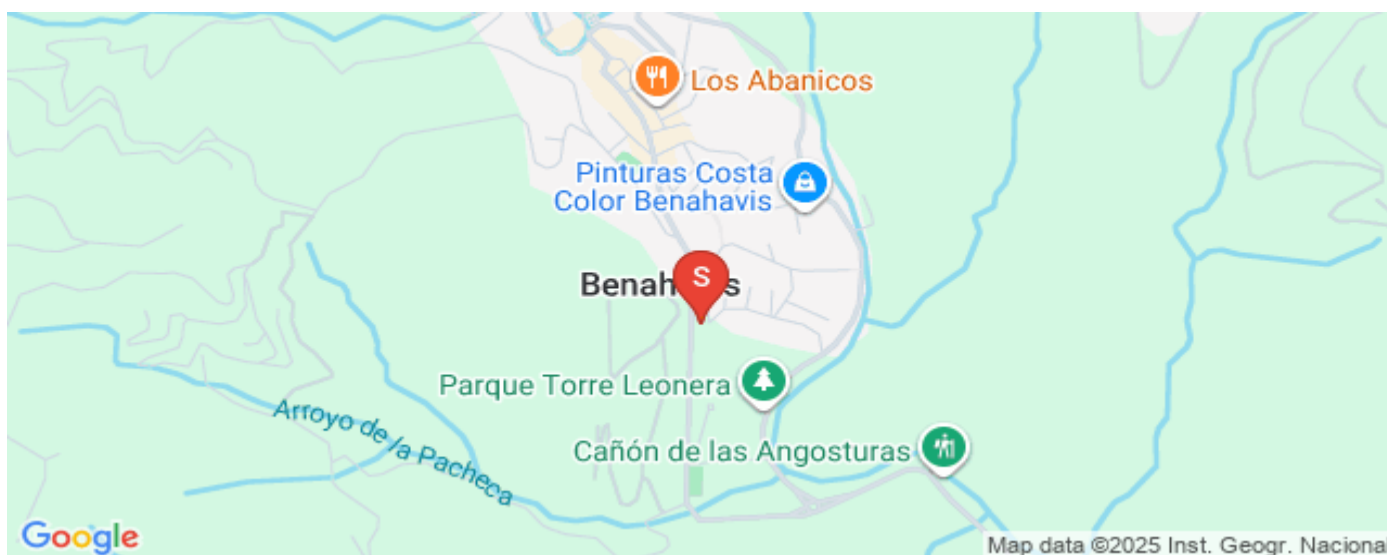 Los Abanicos
Pinturas Costa
Color Benahavis
S
Benah s
Parque Torre Leonera
Cañón de las Angosturas
Arroyo de la Pacheca
Google
Map data ©2025 Inst. Geogr. Naciona